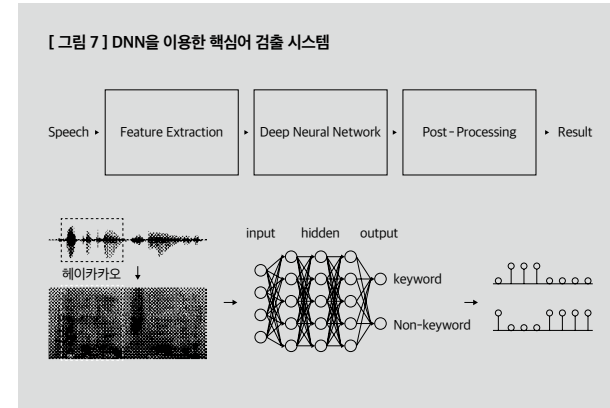 [ 그림 7 ] DNN을 이용한 핵심어 검출 시스템
Speech
Feature Extraction
Deep Neural Network
Post - Processing
Result
헤이카카오
input
hidden
output
keyword
Non-keyword